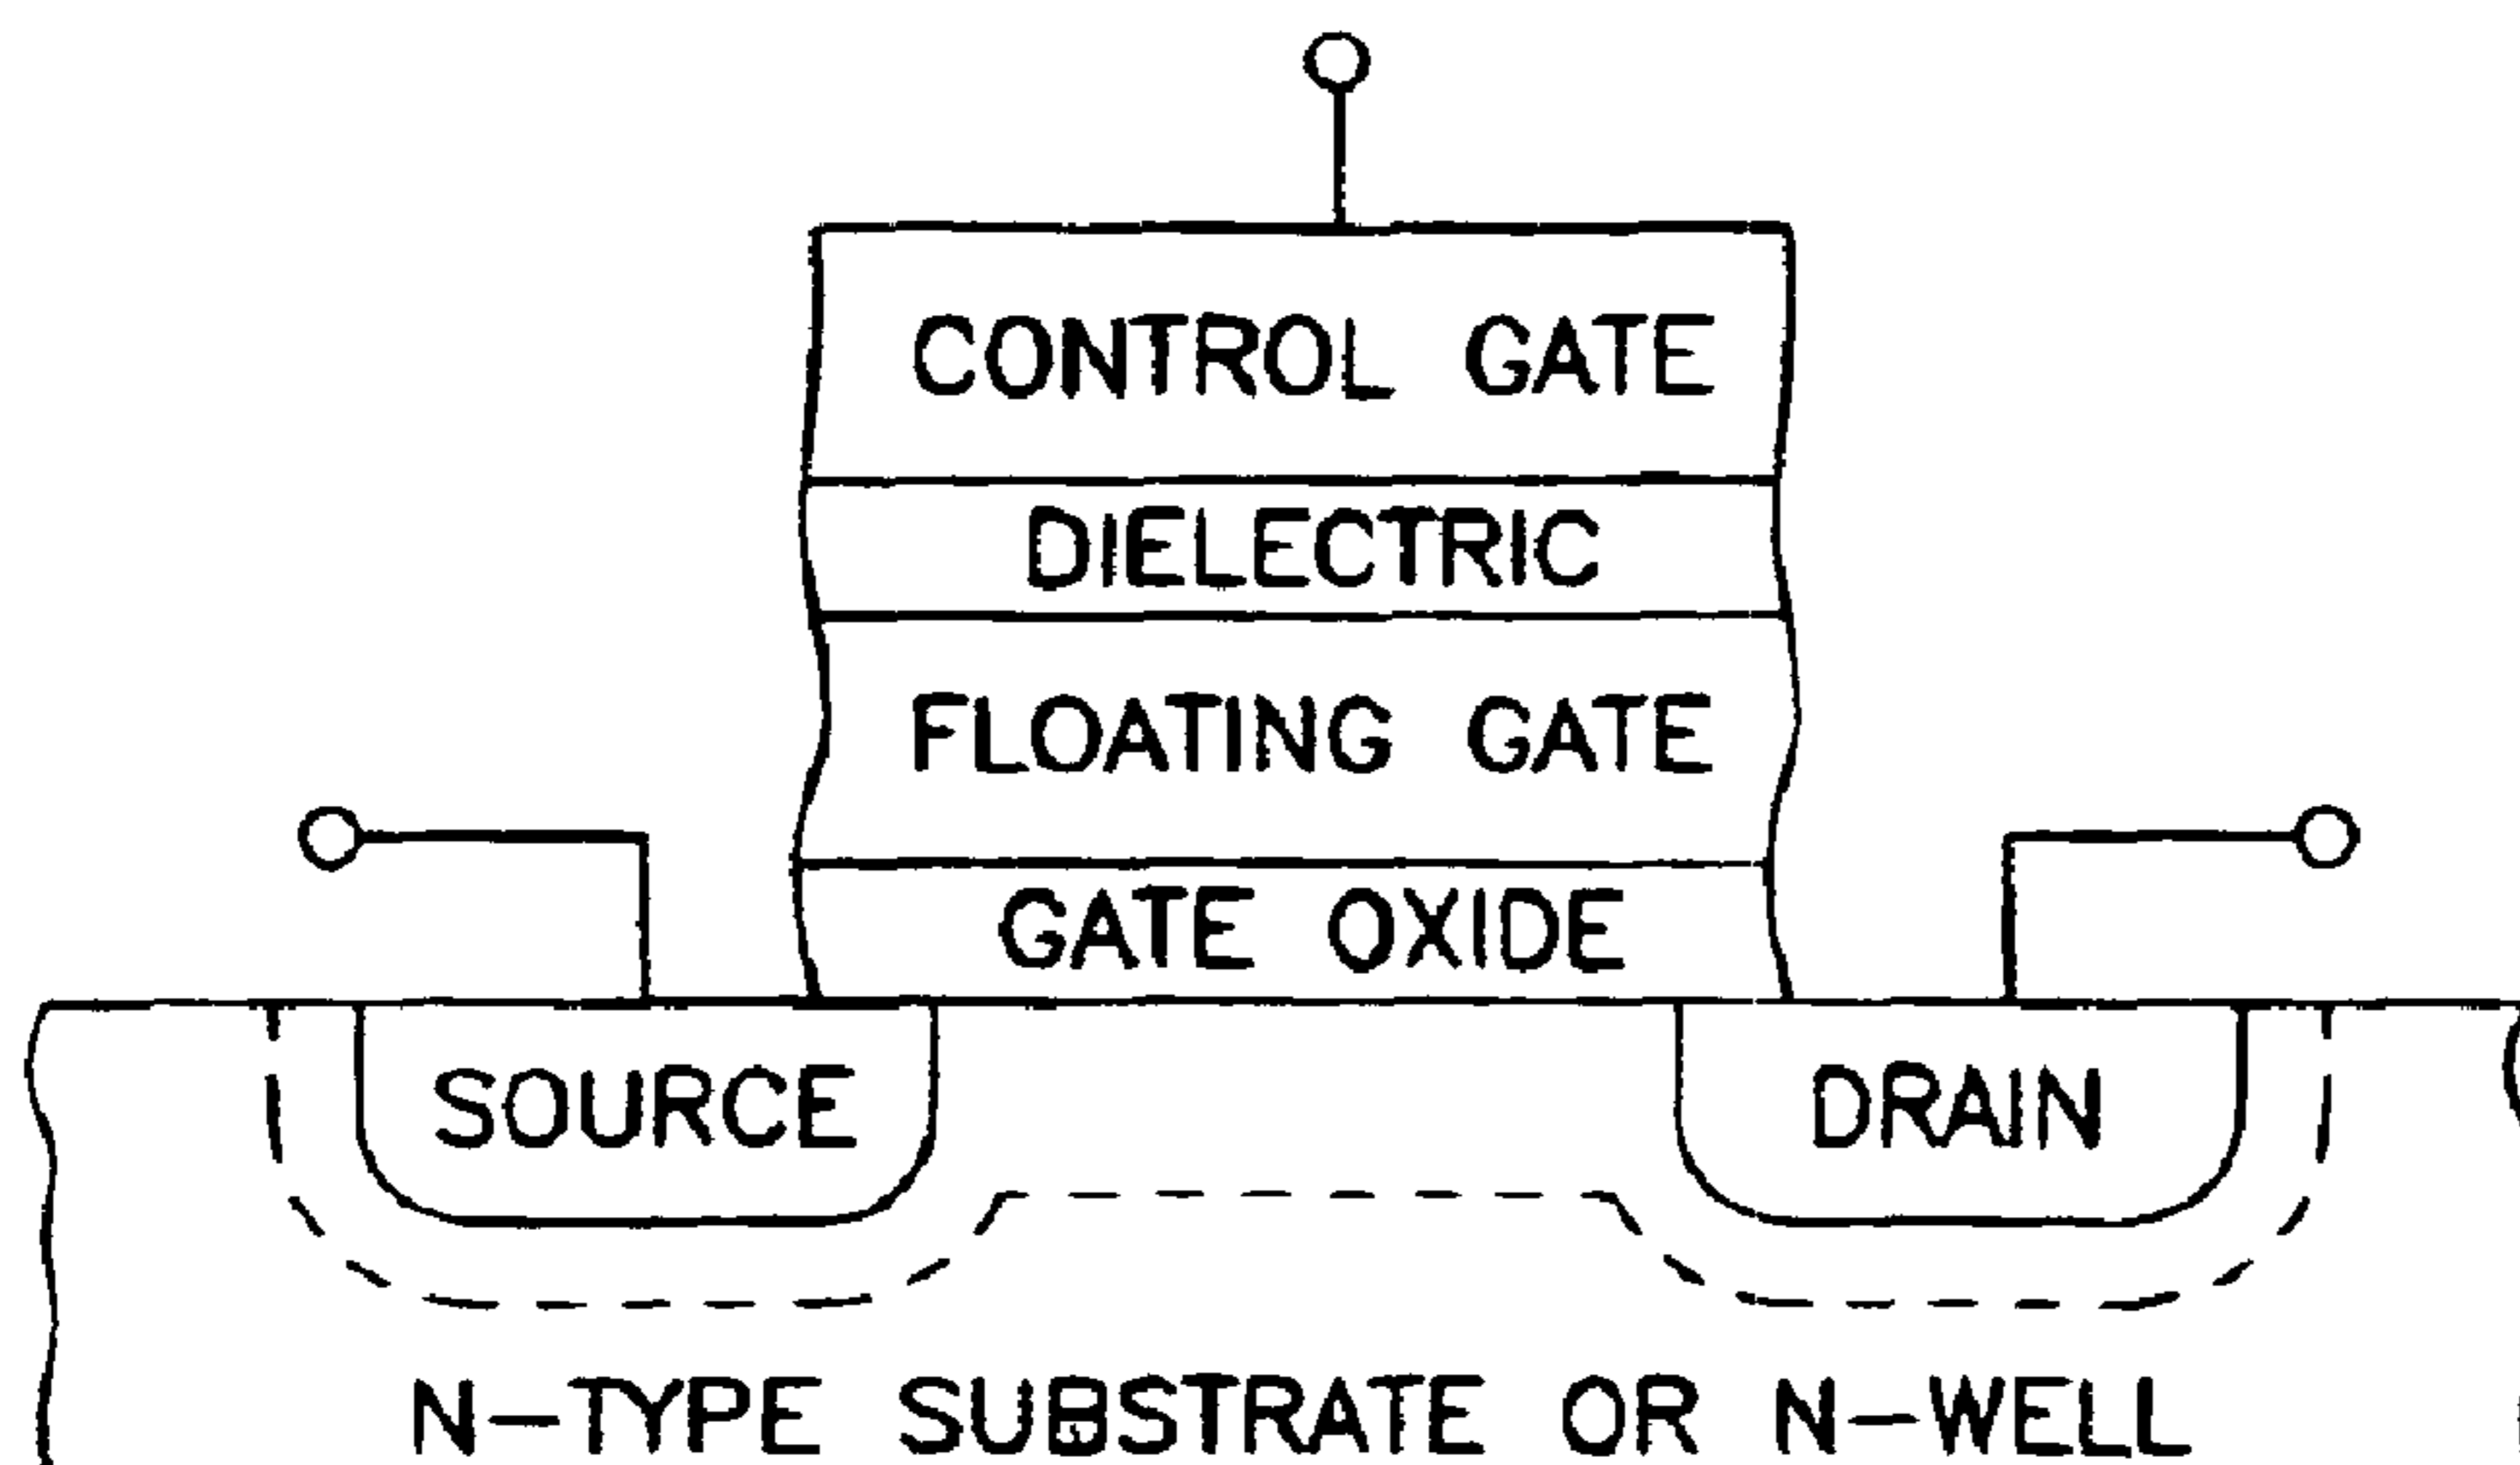 CONTROL GATE
DIELECTRIC
FLOATING GATE
GATE OXIDE
SOURCE
DRAIN
N-TYPE SUBSTRATE OR N-WELL